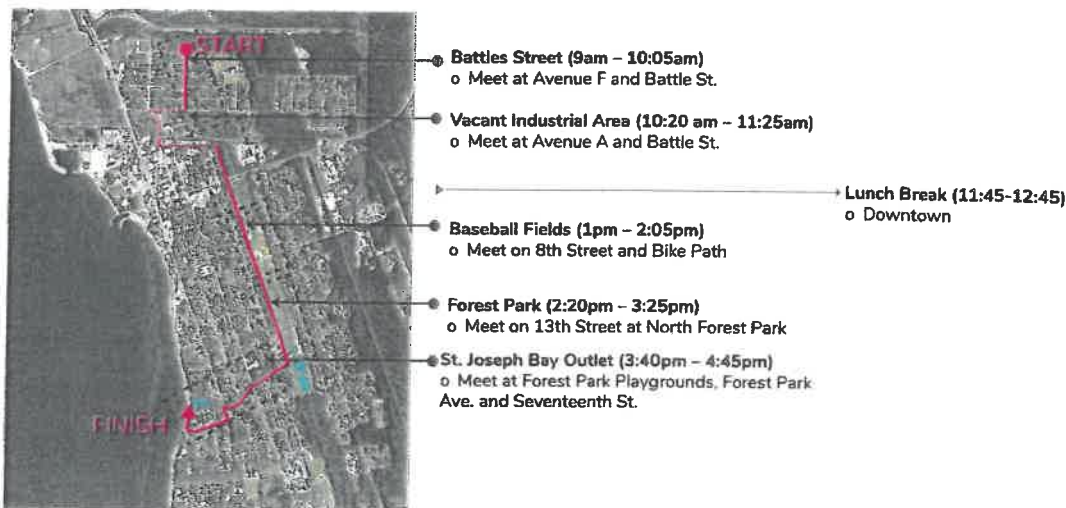 START
Battles Street (9am – 10:05am)
o Meet at Avenue F and Battle St.
Vacant Industrial Area (10:20 am – 11:25am)
o Meet at Avenue A and Battle St.
Lunch Break (11:45-12:45)
o Downtown
Baseball Fields (1pm – 2:05pm)
o Meet on 8th Street and Bike Path
Forest Park (2:20pm – 3:25pm)
o Meet on 13th Street at North Forest Park
St. Joseph Bay Outlet (3:40pm – 4:45pm)
o Meet at Forest Park Playgrounds, Forest Park
Ave. and Seventeenth St.
FINISH